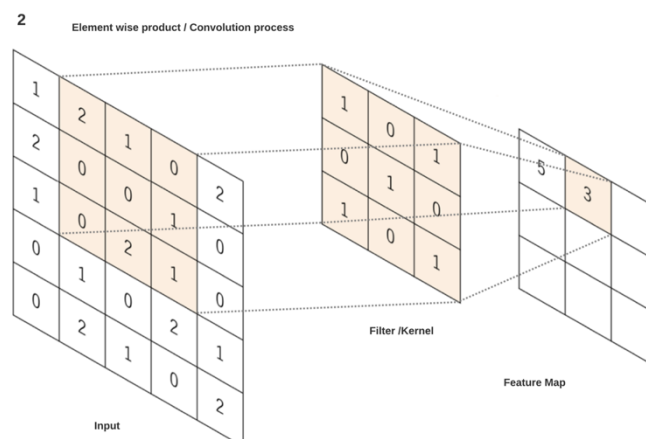 2
Element wise product / Convolution process
1 2 1 0 2
2 0 0 1 0
1 0 2 1 0
0 1 0 2 1
0 2 1 0 2
Input
1 0 1
0 1 0
1 0 1
Filter /Kernel
5 3
Feature Map